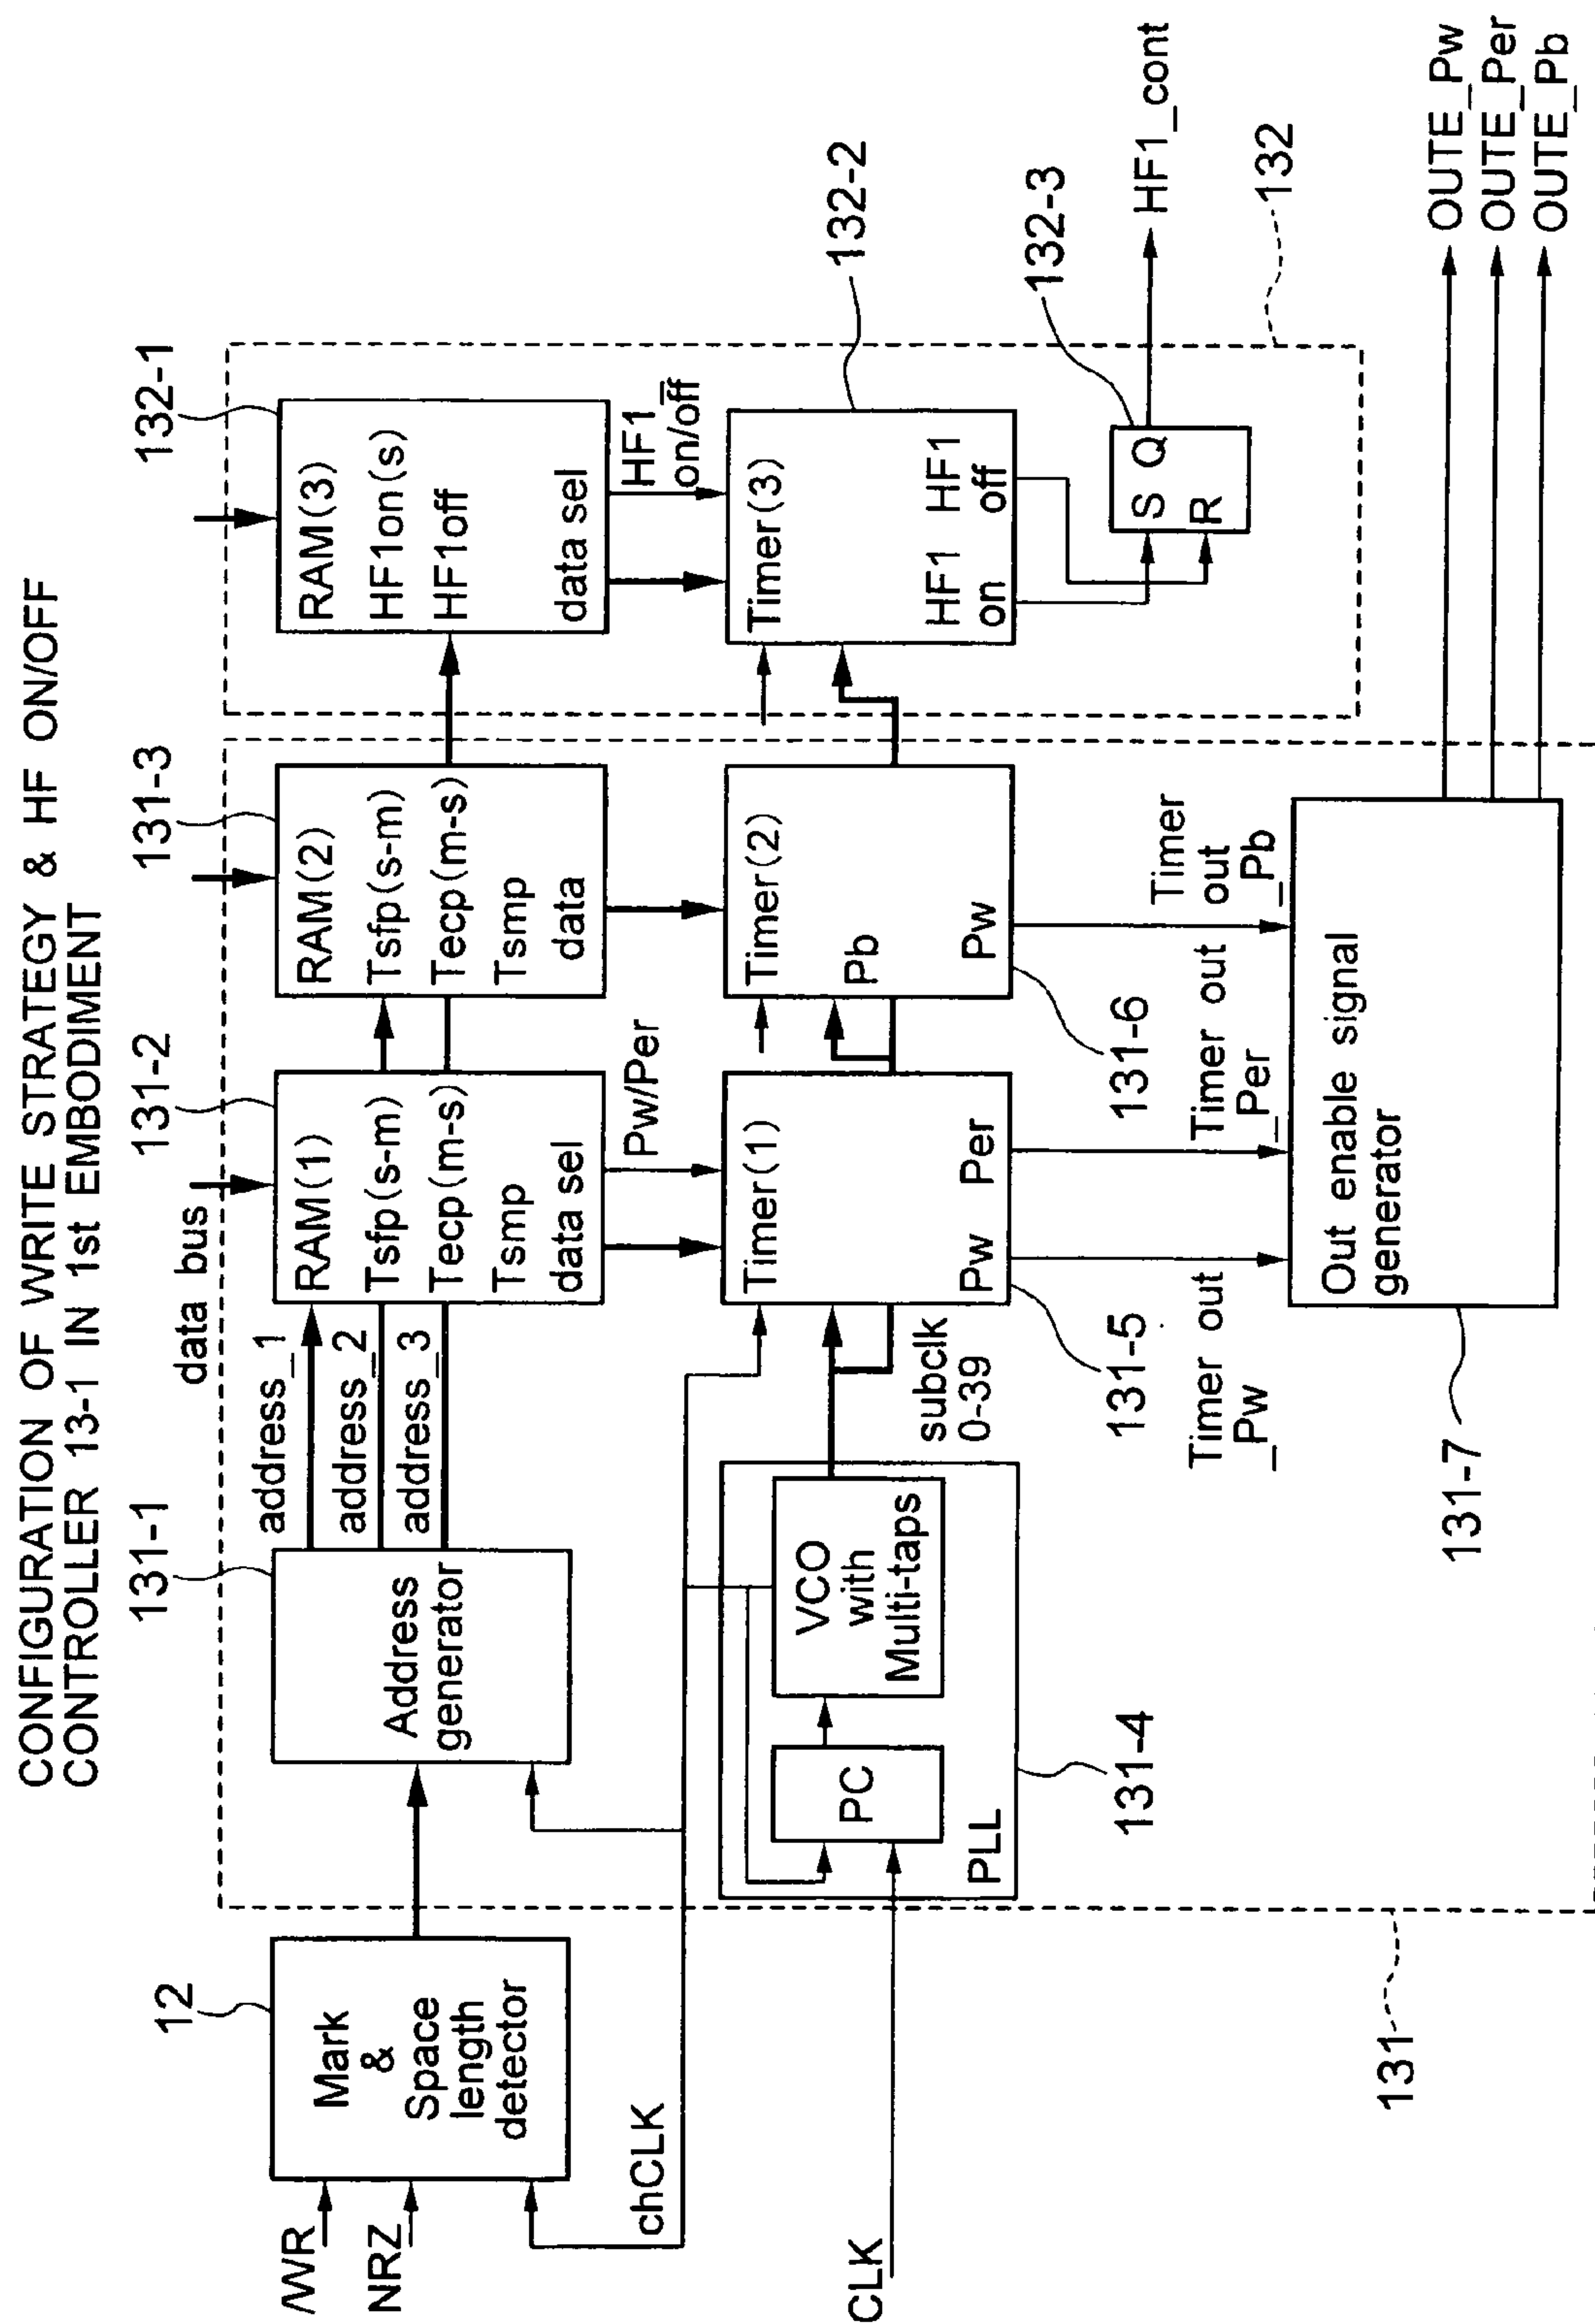 CONFIGURATION OF WRITE STRATEGY & HF ON/OFF
CONTROLLER 13-1 IN 1st EMBODIMENT
12
Mark
&
Space
length
detector
/WR
NRZ
chCLK
CLK
131-1
Address
generator
address_1
address_2
address_3
data bus
131-2
RAM(1)
Tsfp(s-m)
Tecp(m-s)
Tsmp
data sel
Pw/Per
131-3
RAM(2)
Tsfp(s-m)
Tecp(m-s)
Tsmp
data
132-1
RAM(3)
HF1on(s)
HF1off
data sel
HF1_
on/off
PLL
PC
VCO
with
Multi-taps
131-4
subclk
0-39
Timer(1)
Pw Per
131-5
Timer(2)
Pb
Pw
131-6
Timer(3)
HF1 HF1
on off
132-2
S Q
R
132-3
HF1_cont
132
Timer out
_Pw
Timer out
_Per
Timer
out
_Pb
Out enable signal
generator
131-7
OUTE_Pw
OUTE_Per
OUTE_Pb
131